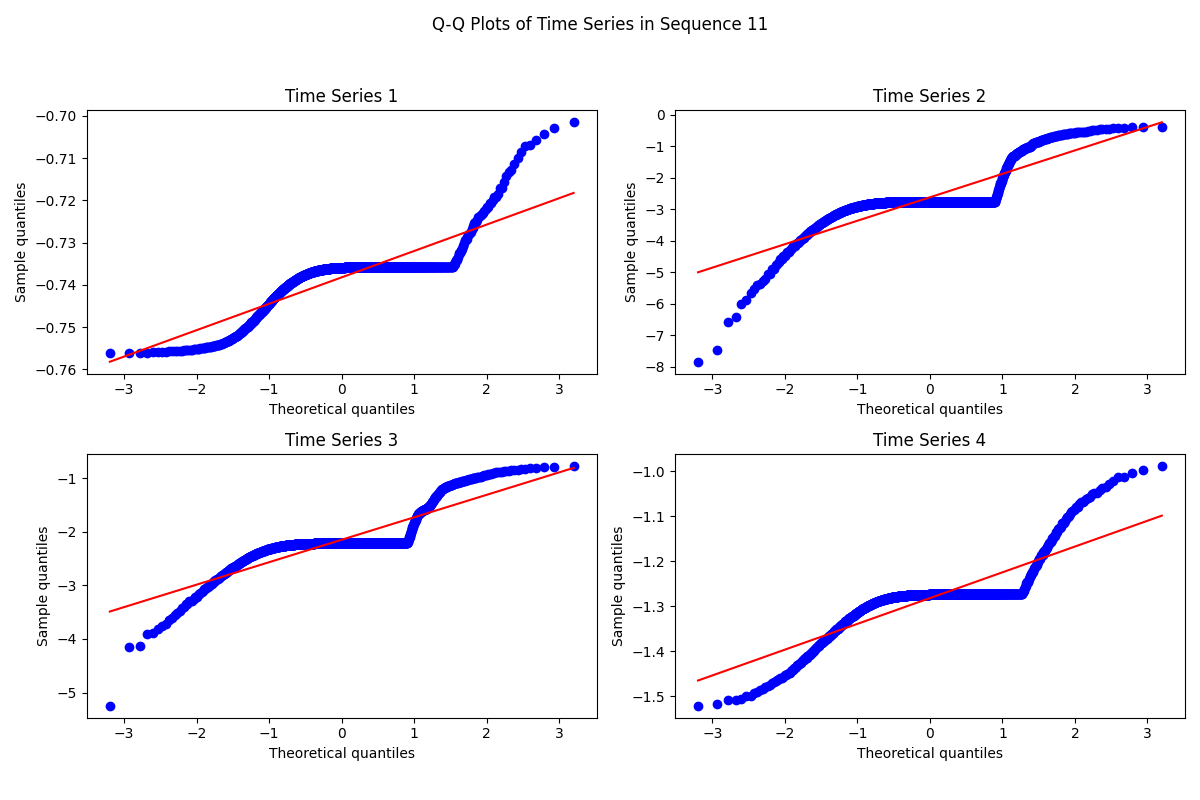 Q-Q Plots of Time Series in Sequence 11
Time Series 1
−0.70
−0.71
−0.72
−0.73
−0.74
−0.75
−0.76
Sample quantiles
−3 −2 −1 0 1 2 3
Theoretical quantiles
Time Series 2
0
−1
−2
−3
−4
−5
−6
−7
−8
Sample quantiles
−3 −2 −1 0 1 2 3
Theoretical quantiles
Time Series 3
−1
−2
−3
−4
−5
Sample quantiles
−3 −2 −1 0 1 2 3
Theoretical quantiles
Time Series 4
−1.0
−1.1
−1.2
−1.3
−1.4
−1.5
Sample quantiles
−3 −2 −1 0 1 2 3
Theoretical quantiles